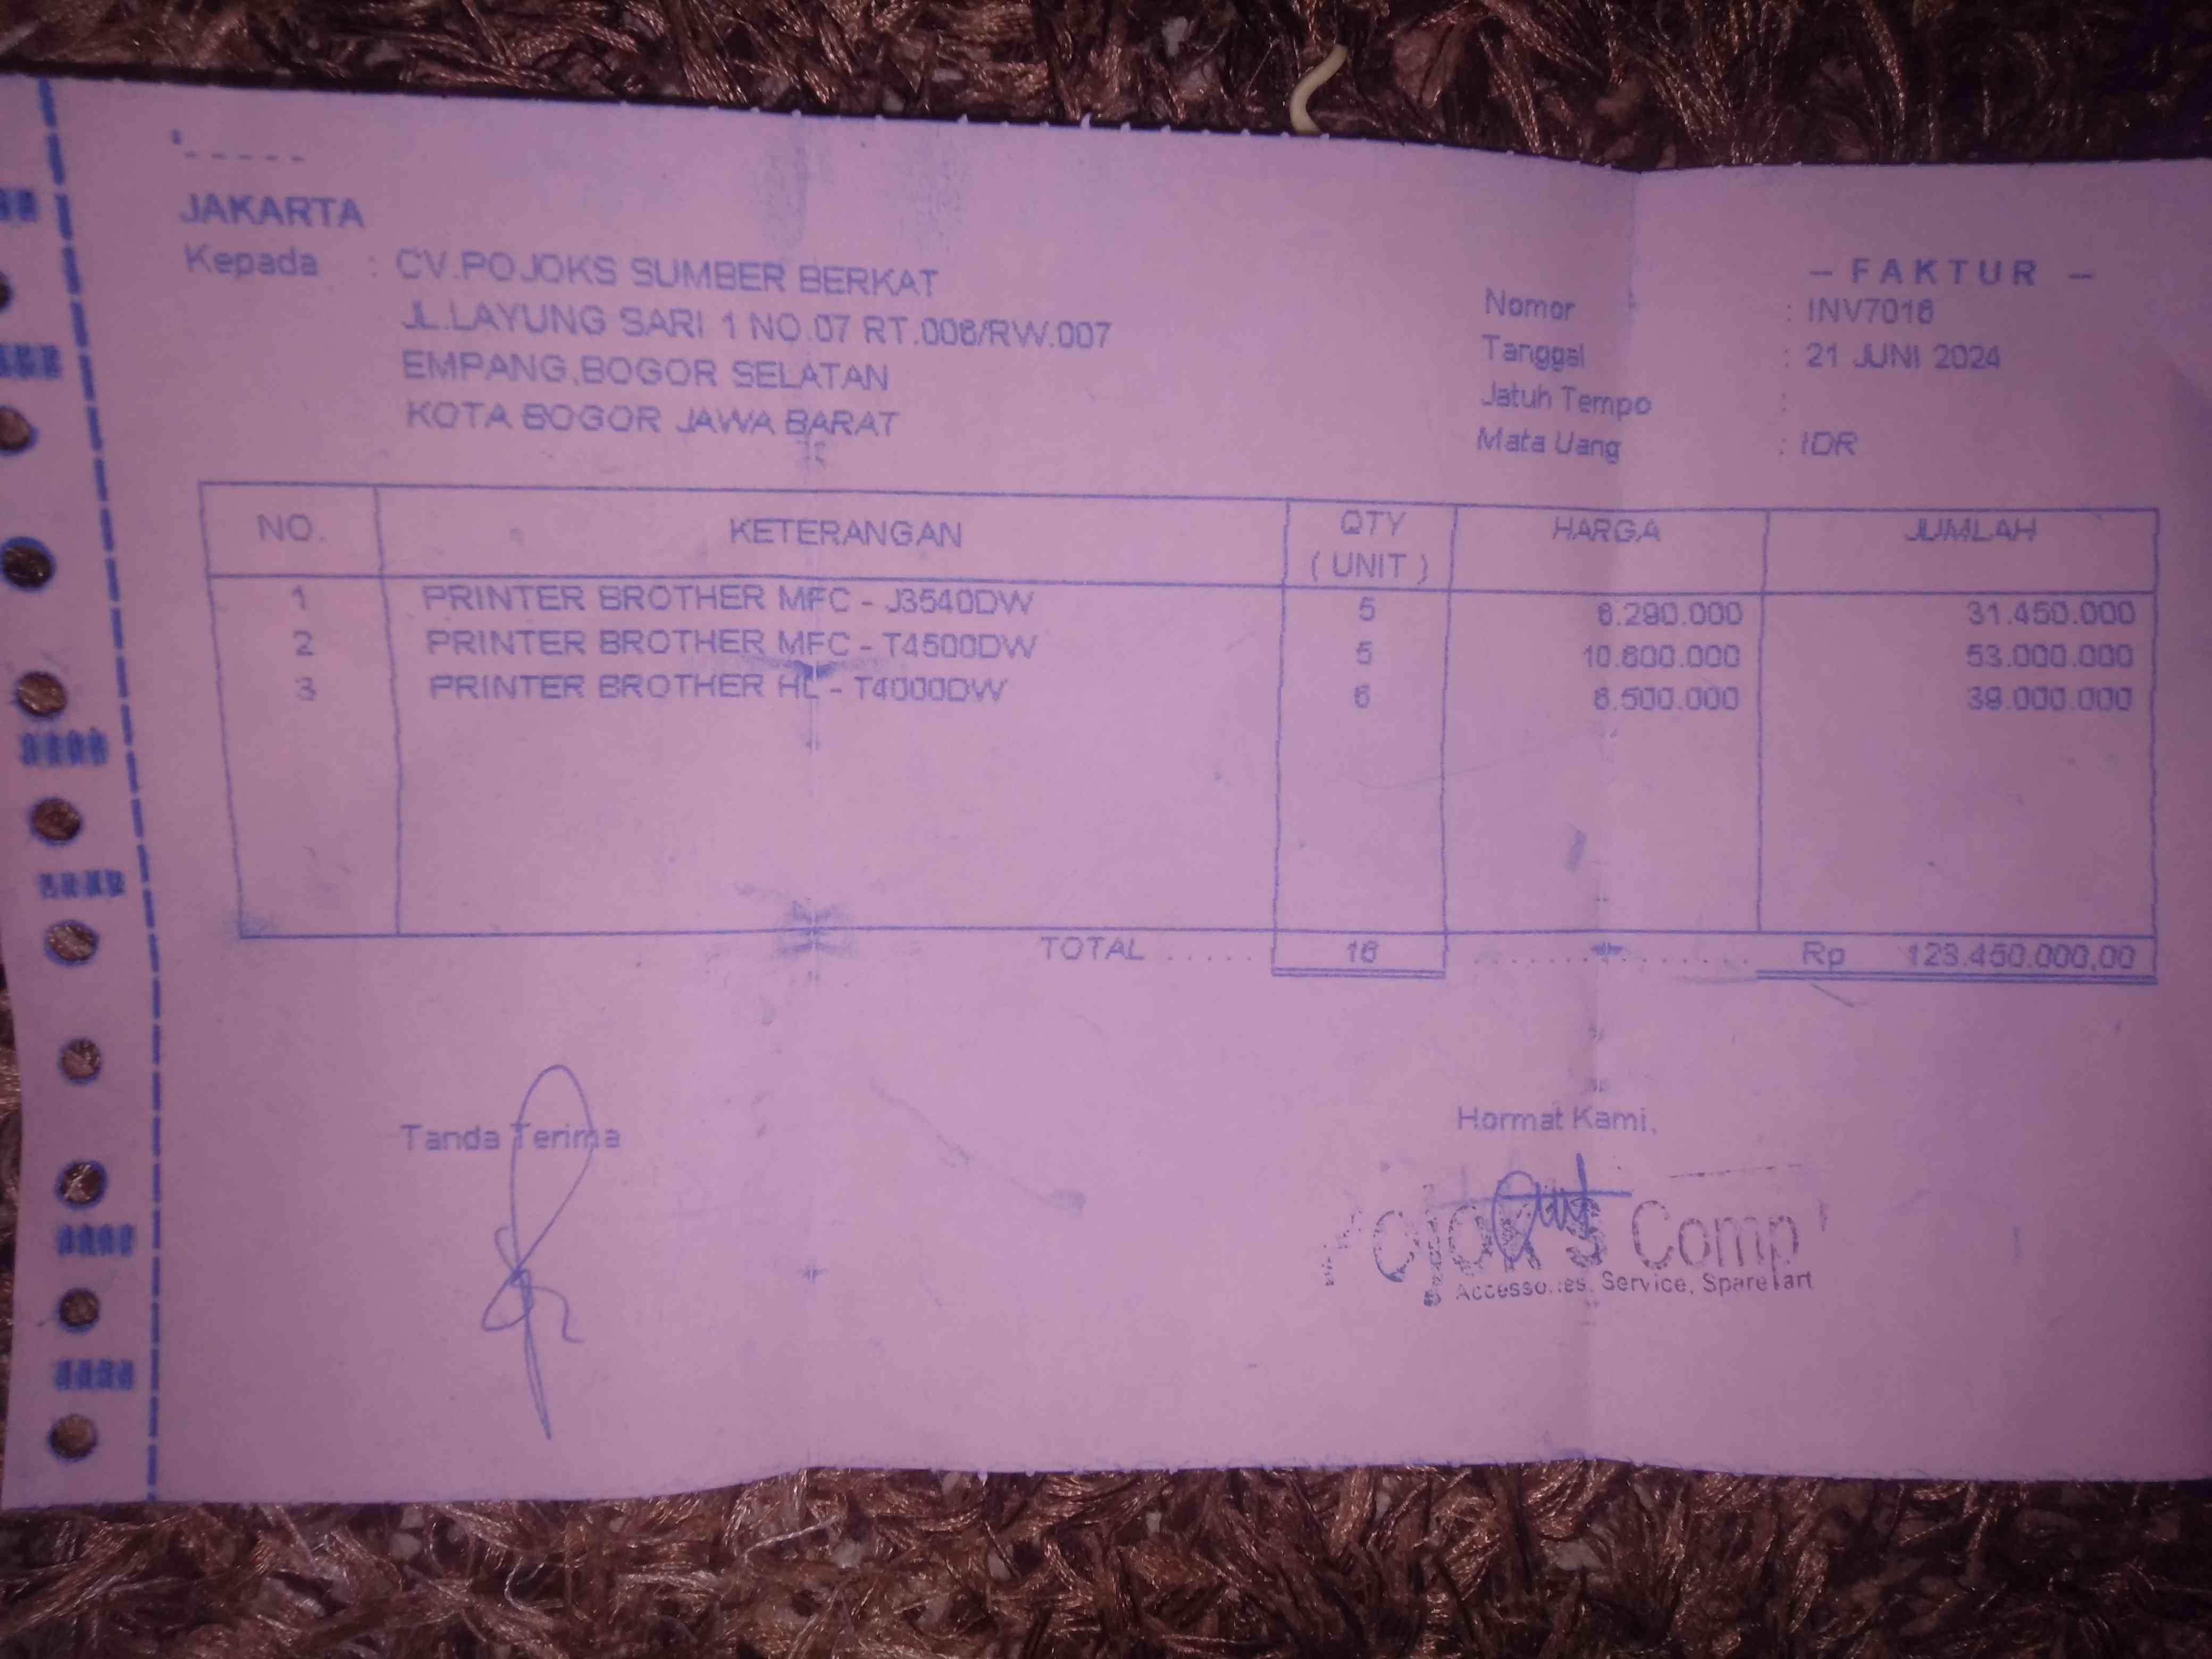 JAKARTA
Kepada : CV.POJOKS SUMBER BERKAT
JL.LAYUNG SARI 1 NO.07 RT.006/RW.007
EMPANG,BOGOR SELATAN
KOTA BOGOR JAWA BARAT
– FAKTUR –
Nomor : INV7016
Tanggal : 21 JUNI 2024
Jatuh Tempo :
Mata Uang : IDR
NO. KETERANGAN QTY HARGA JUMLAH
( UNIT )
1 PRINTER BROTHER MFC - J3540DW 5 6.290.000 31.450.000
2 PRINTER BROTHER MFC - T4500DW 5 10.600.000 53.000.000
3 PRINTER BROTHER HL - T4000DW 6 6.500.000 39.000.000
TOTAL ..... 16 .................. Rp 123.450.000,00
Tanda Terima
Hormat Kami,
Pojok's Comp
Accessories, Service, Sparepart